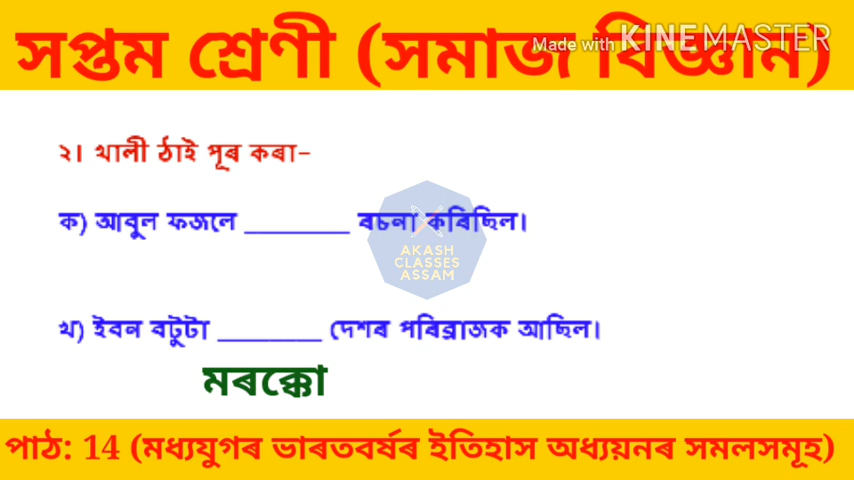 সপ্তম শ্ৰেণী (সমাজ বিজ্ঞান)
Made with KINEMASTER
২। খালী ঠাই পূৰ কৰা-
ক) আবুল ফজলে ________ ৰচনা কৰিছিল।
AKASH
CLASSES
ASSAM
খ) ইবন বটুটা ________ দেশৰ পৰিব্ৰাজক আছিল।
মৰক্কো
পাঠ: 14 (মধ্যযুগৰ ভাৰতবৰ্ষৰ ইতিহাস অধ্যয়নৰ সমলসমূহ)